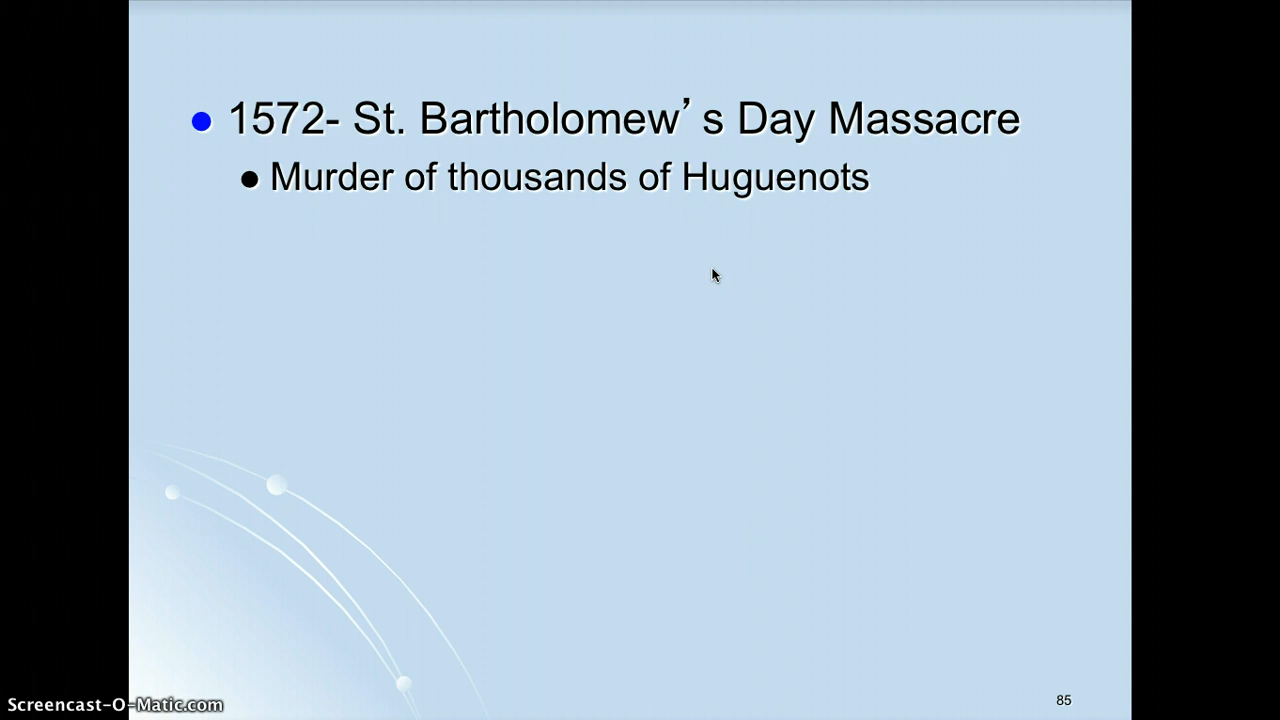 ● 1572- St. Bartholomew’s Day Massacre
● Murder of thousands of Huguenots
Screencast-O-Matic.com
85